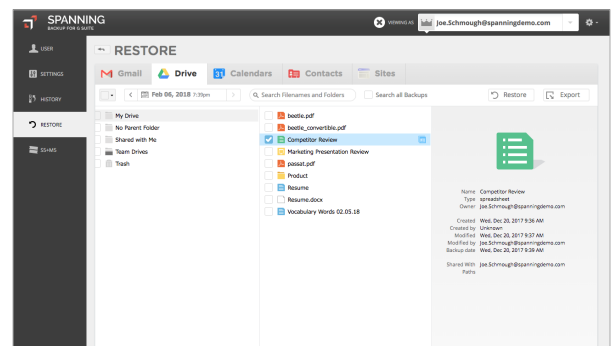 SPANNING
BACKUP FOR G SUITE
VIEWING AS
Joe.Schmough@spanningdemo.com
USER
SETTINGS
HISTORY
RESTORE
SS+MS
RESTORE
Gmail
Drive
31 Calendars
Contacts
Sites
Feb 06, 2018 7:39pm
Search Filenames and Folders
Search all Backups
Restore
Export
My Drive
No Parent Folder
Shared with Me
Team Drives
Trash
beetle.pdf
beetle_convertible.pdf
Competitor Review
Marketing Presentation Review
passat.pdf
Product
Resume
Resume.docx
Vocabulary Words 02.05.18
Name Competitor Review
Type spreadsheet
Owner Joe.Schmough@spanningdemo.com
Created Wed, Dec 20, 2017 9:36 AM
Created by Unknown
Modified Wed, Dec 20, 2017 9:37 AM
Modified by Joe.Schmough@spanningdemo.com
Backup date Wed, Dec 20, 2017 9:39 AM
Shared With Joe.Schmough@spanningdemo.com
Paths